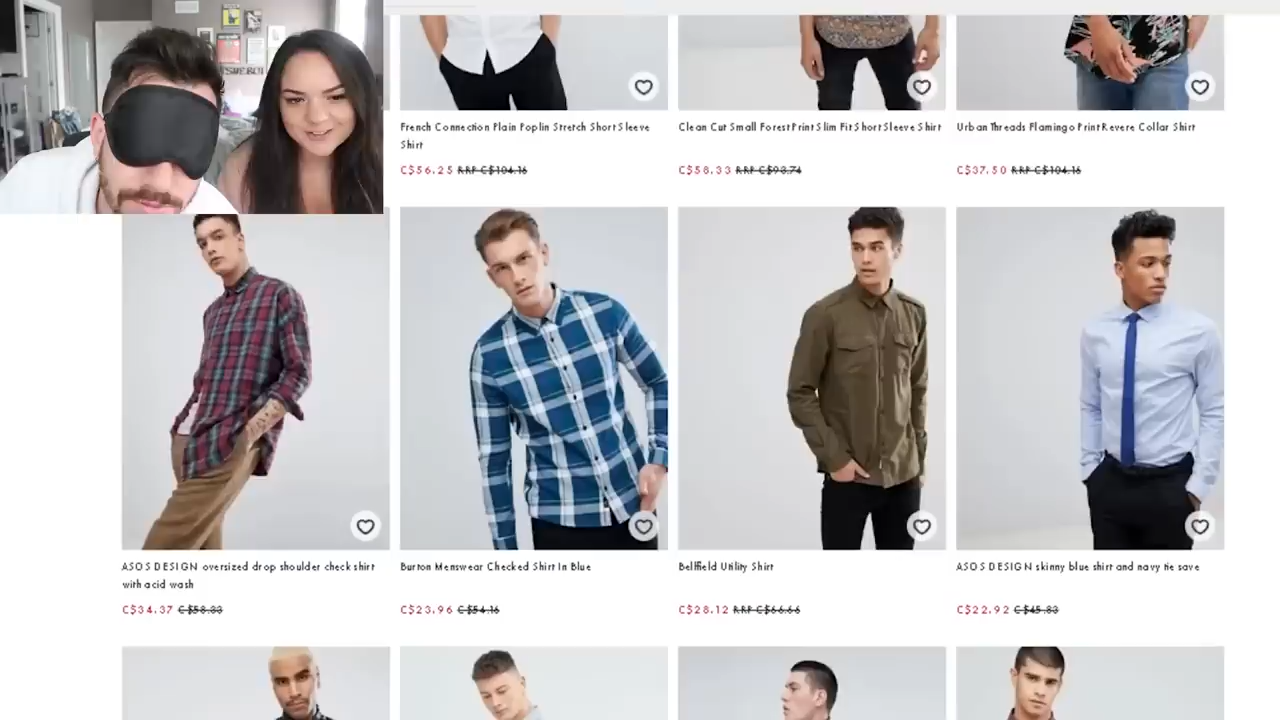 French Connection Plain Poplin Stretch Short Sleeve
Shirt
C$56.25 RRP C$104.16
Clean Cut Small Forest Print Slim Fit Short Sleeve Shirt
C$58.33 RRP C$93.74
Urban Threads Flamingo Print Revere Collar Shirt
C$37.50 RRP C$104.16
ASOS DESIGN oversized drop shoulder check shirt
with acid wash
C$34.37 C$58.33
Burton Menswear Checked Shirt In Blue
C$23.96 C$54.16
Bellfield Utility Shirt
C$28.12 RRP C$66.66
ASOS DESIGN skinny blue shirt and navy tie save
C$22.92 C$45.83